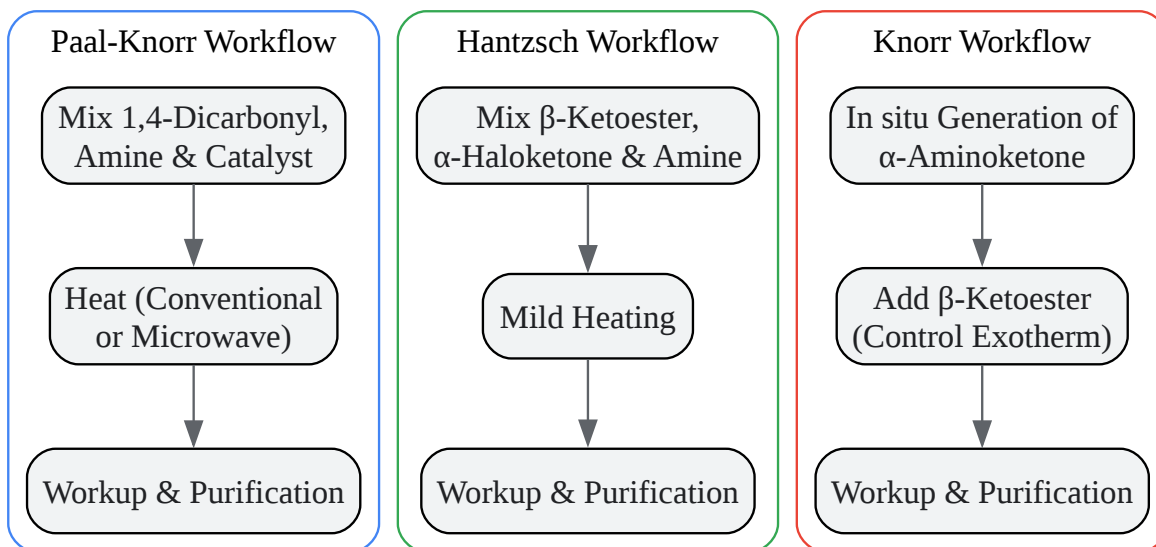 Paal-Knorr Workflow
Mix 1,4-Dicarbonyl,
Amine & Catalyst
Heat (Conventional
or Microwave)
Workup & Purification
Hantzsch Workflow
Mix β-Ketoester,
α-Haloketone & Amine
Mild Heating
Workup & Purification
Knorr Workflow
In situ Generation of
α-Aminoketone
Add β-Ketoester
(Control Exotherm)
Workup & Purification